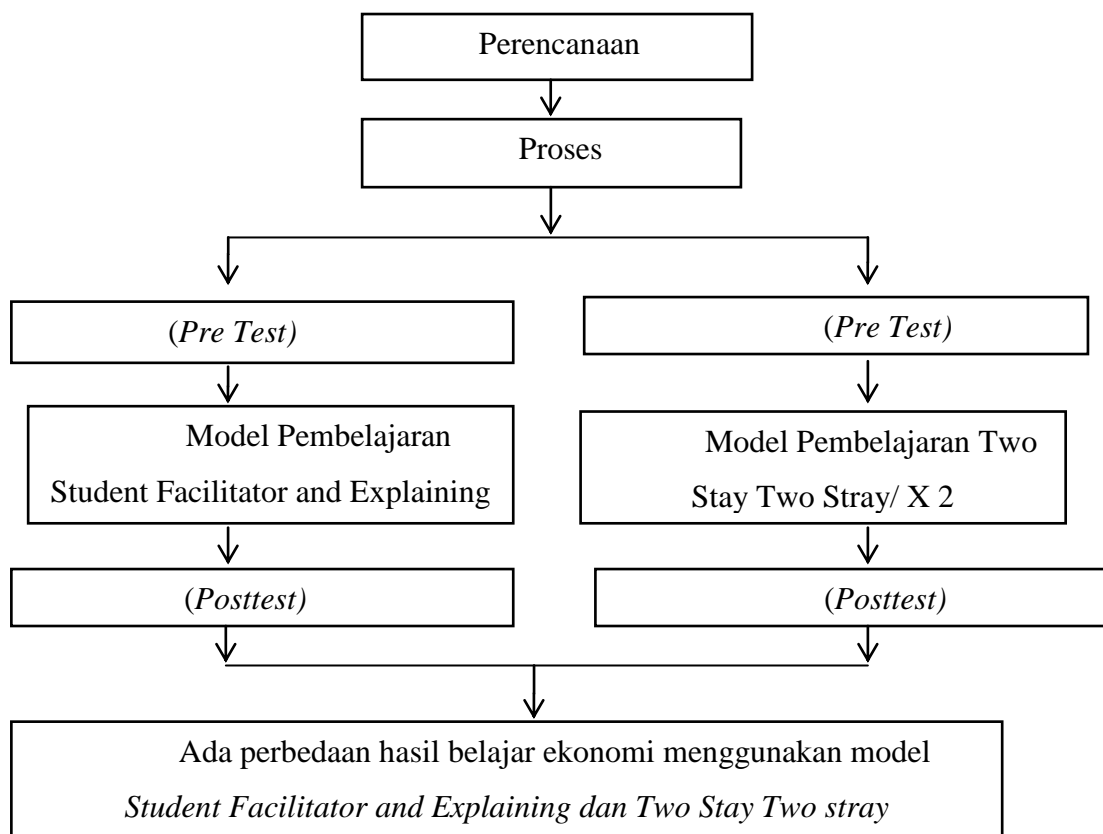 Perencanaan
Proses
(Pre Test)
(Pre Test)
Model Pembelajaran
Student Facilitator and Explaining
Model Pembelajaran Two
Stay Two Stray/ X 2
(Posttest)
(Posttest)
Ada perbedaan hasil belajar ekonomi menggunakan model
Student Facilitator and Explaining dan Two Stay Two stray